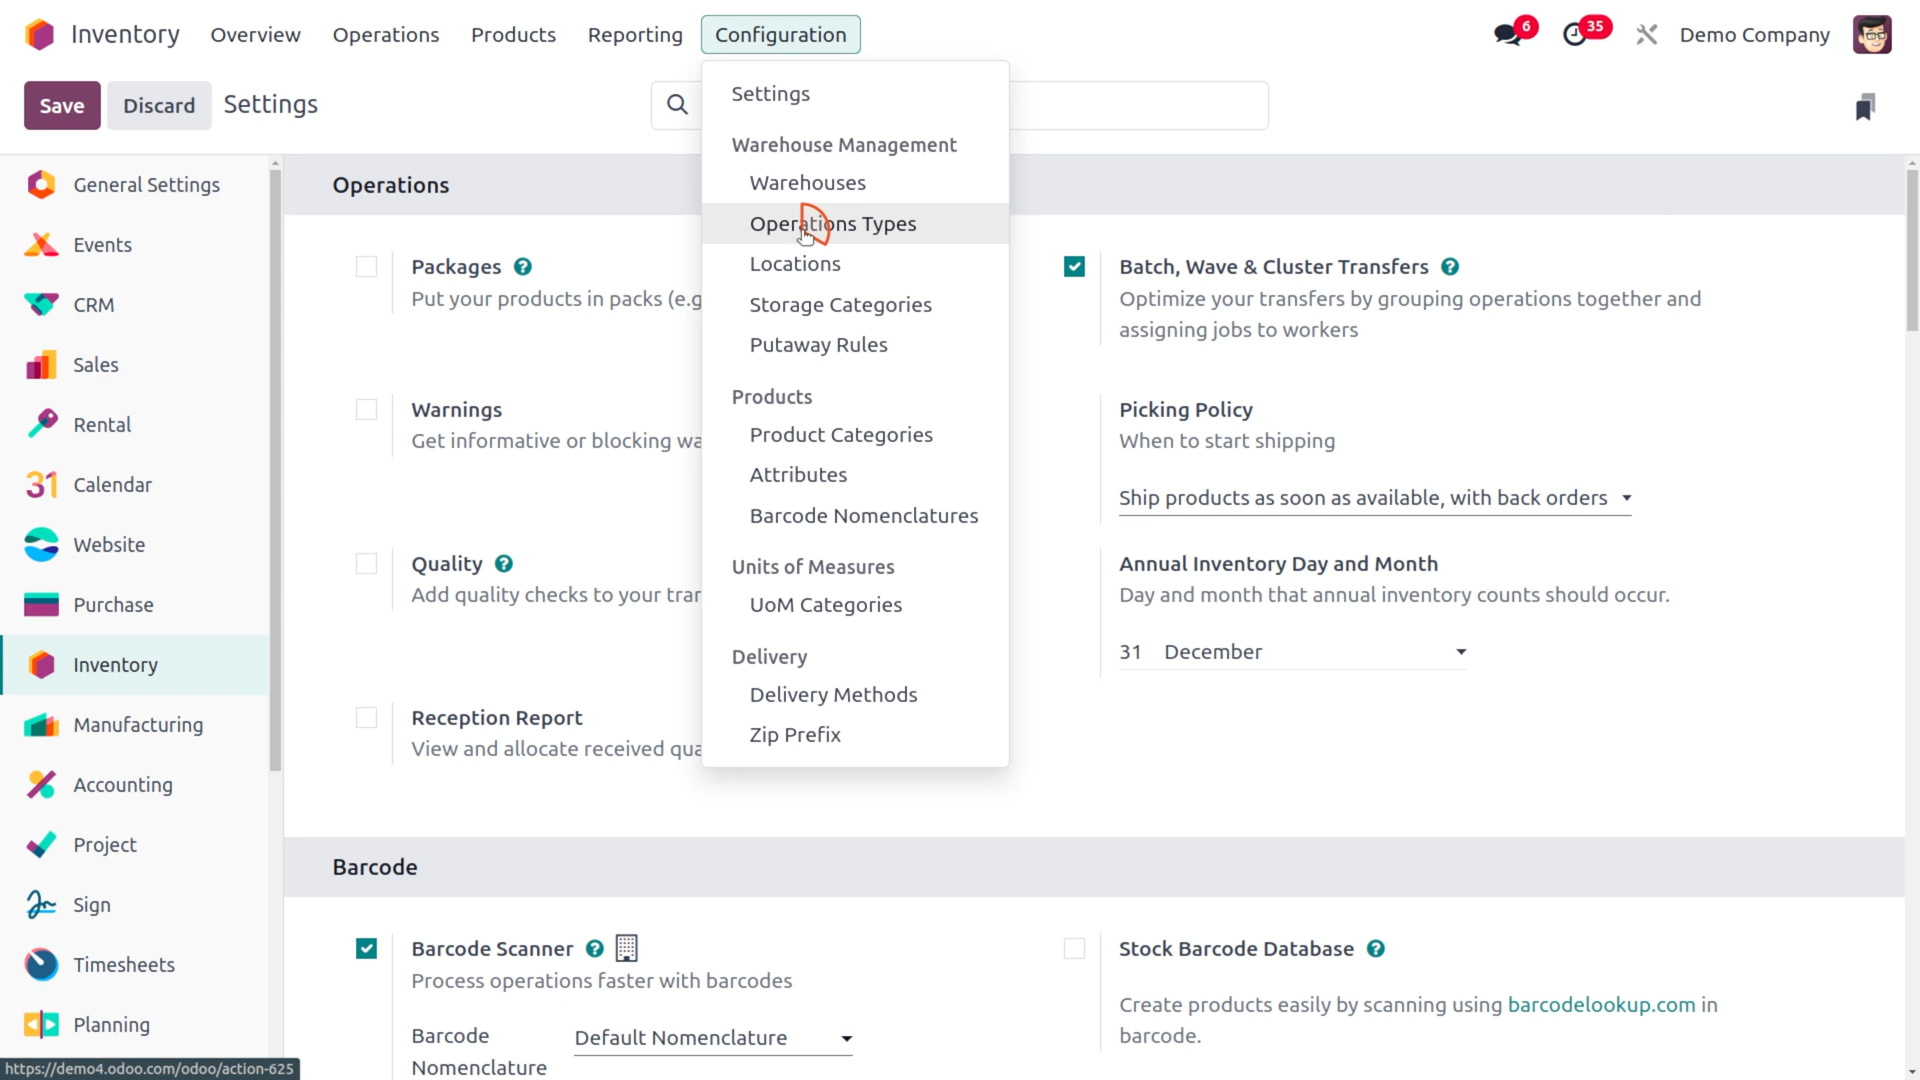 Inventory Overview Operations Products Reporting Configuration 6 35 Demo Company
Save Discard Settings
General Settings
Events
CRM
Sales
Rental
31 Calendar
Website
Purchase
Inventory
Manufacturing
Accounting
Project
Sign
Timesheets
Planning
https://demo4.odoo.com/odoo/action-625
Settings
Warehouse Management
Warehouses
Operations Types
Locations
Storage Categories
Putaway Rules
Products
Product Categories
Attributes
Barcode Nomenclatures
Units of Measures
UoM Categories
Delivery
Delivery Methods
Zip Prefix
Operations
Packages ?
Put your products in packs (e.g
Batch, Wave & Cluster Transfers ?
Optimize your transfers by grouping operations together and
assigning jobs to workers
Warnings
Get informative or blocking wa
Picking Policy
When to start shipping
Ship products as soon as available, with back orders
Quality ?
Add quality checks to your tran
Annual Inventory Day and Month
Day and month that annual inventory counts should occur.
31 December
Reception Report
View and allocate received qua
Barcode
Barcode Scanner ?
Process operations faster with barcodes
Barcode
Nomenclature
Default Nomenclature
Stock Barcode Database ?
Create products easily by scanning using barcodelookup.com in
barcode.